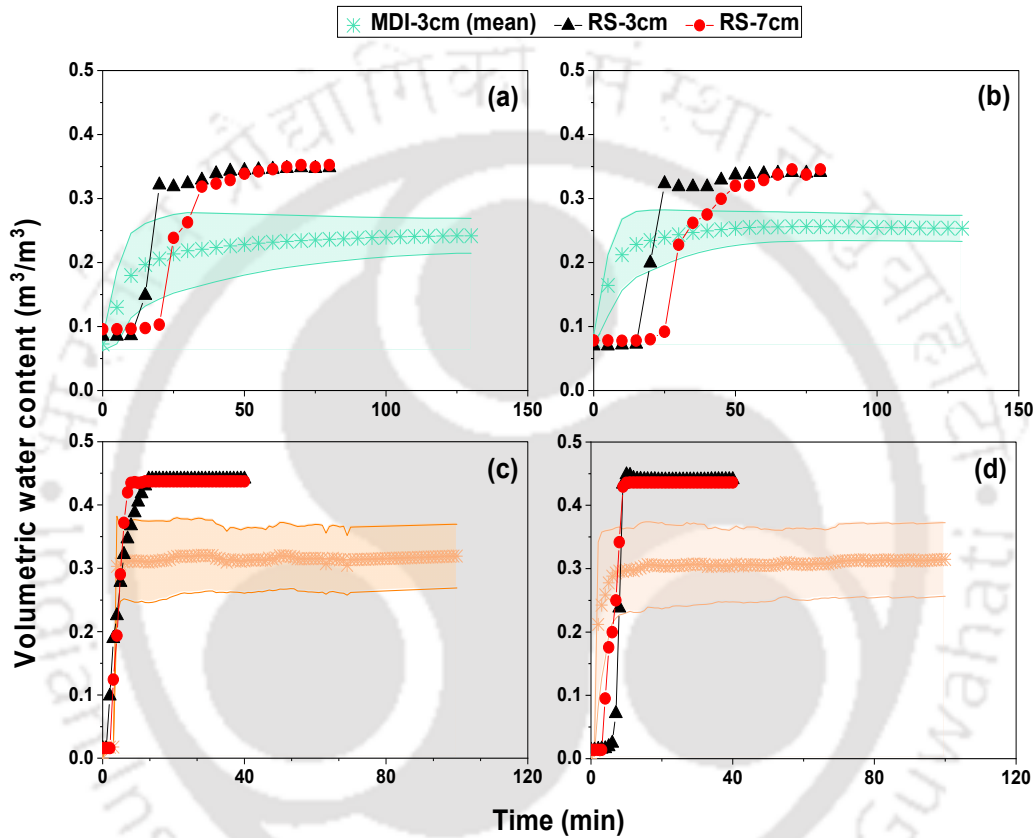 MDI-3cm (mean) RS-3cm RS-7cm
0.5 (a) 0.5 (b)
0.4 0.4
0.3 0.3
0.2 0.2
0.1 0.1
0.0 0.0
0 50 100 150 0 50 100 150
0.5 (c) 0.5 (d)
0.4 0.4
0.3 0.3
0.2 0.2
0.1 0.1
0.0 0.0
0 40 80 120 0 40 80 120
Volumetric water content (m³/m³)
Time (min)
Guwahati